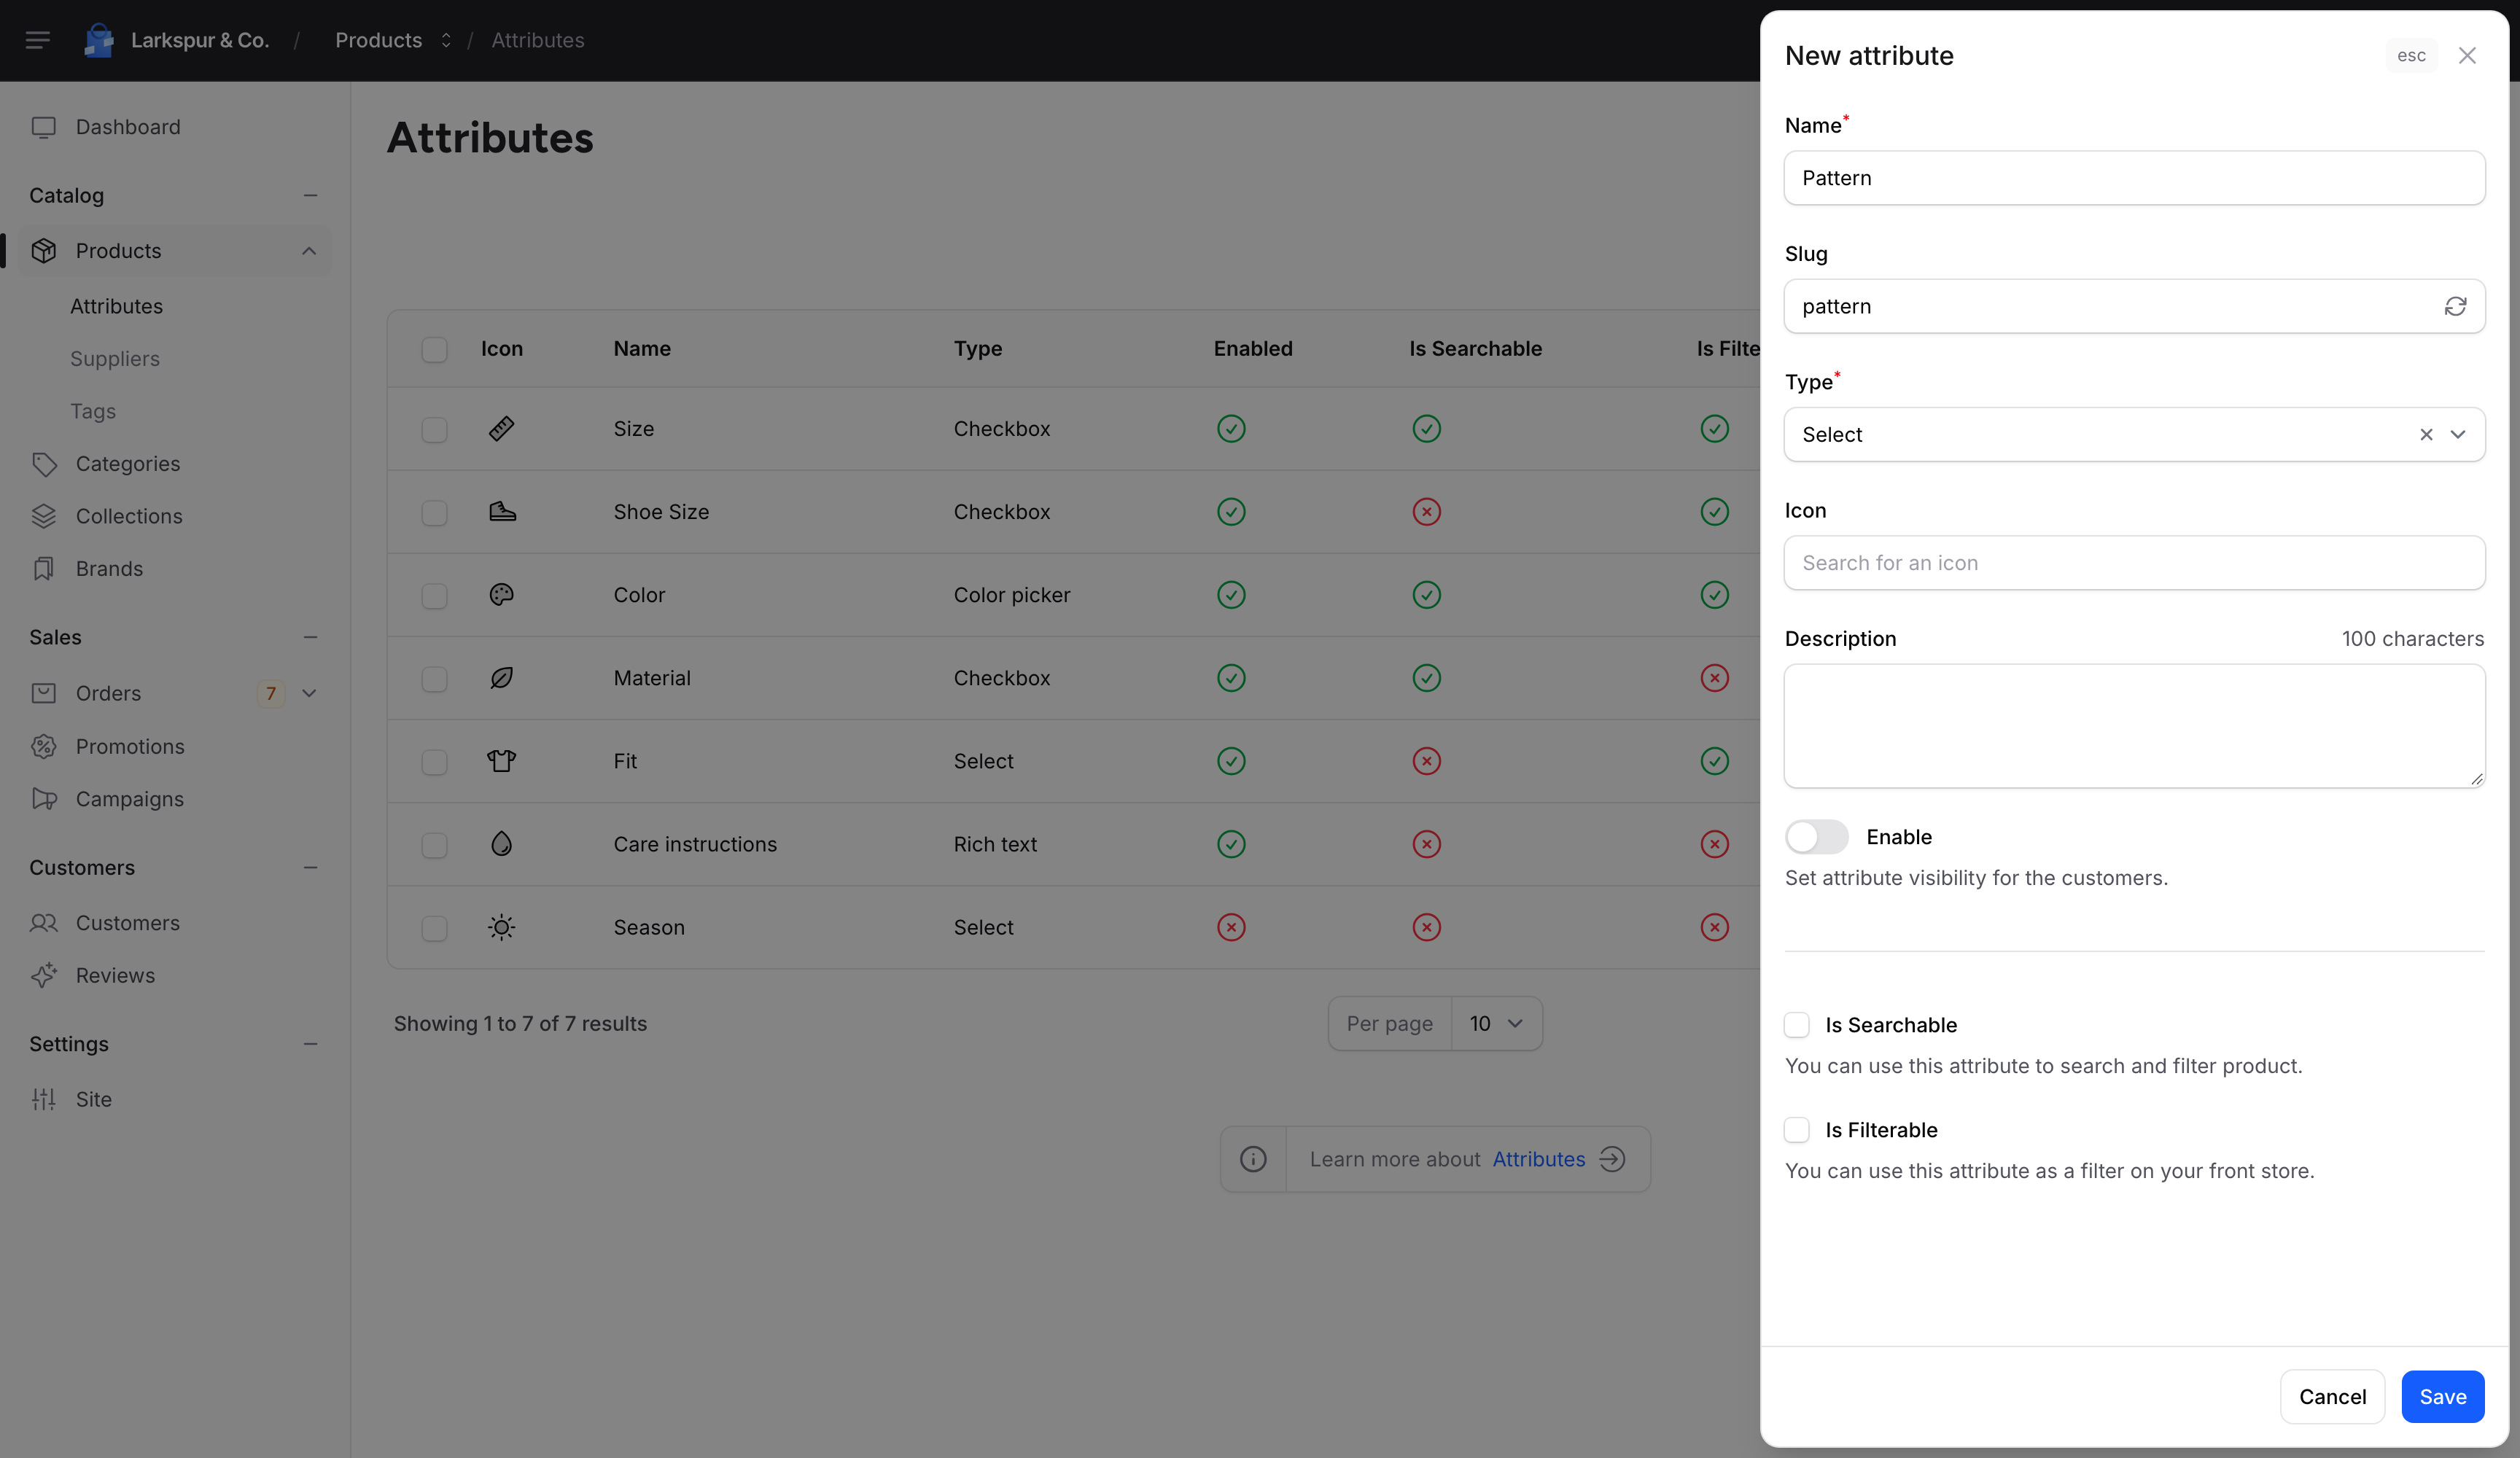 Larkspur & Co. / Products / Attributes
Dashboard
Catalog
Products
Attributes
Suppliers
Tags
Categories
Collections
Brands
Sales
Orders 7
Promotions
Campaigns
Customers
Customers
Reviews
Settings
Site
Attributes
Icon Name Type Enabled Is Searchable Is Filte
Size Checkbox
Shoe Size Checkbox
Color Color picker
Material Checkbox
Fit Select
Care instructions Rich text
Season Select
Showing 1 to 7 of 7 results
Per page 10
Learn more about Attributes
New attribute esc
Name*
Pattern
Slug
pattern
Type*
Select
Icon
Search for an icon
Description 100 characters
Enable
Set attribute visibility for the customers.
Is Searchable
You can use this attribute to search and filter product.
Is Filterable
You can use this attribute as a filter on your front store.
Cancel Save